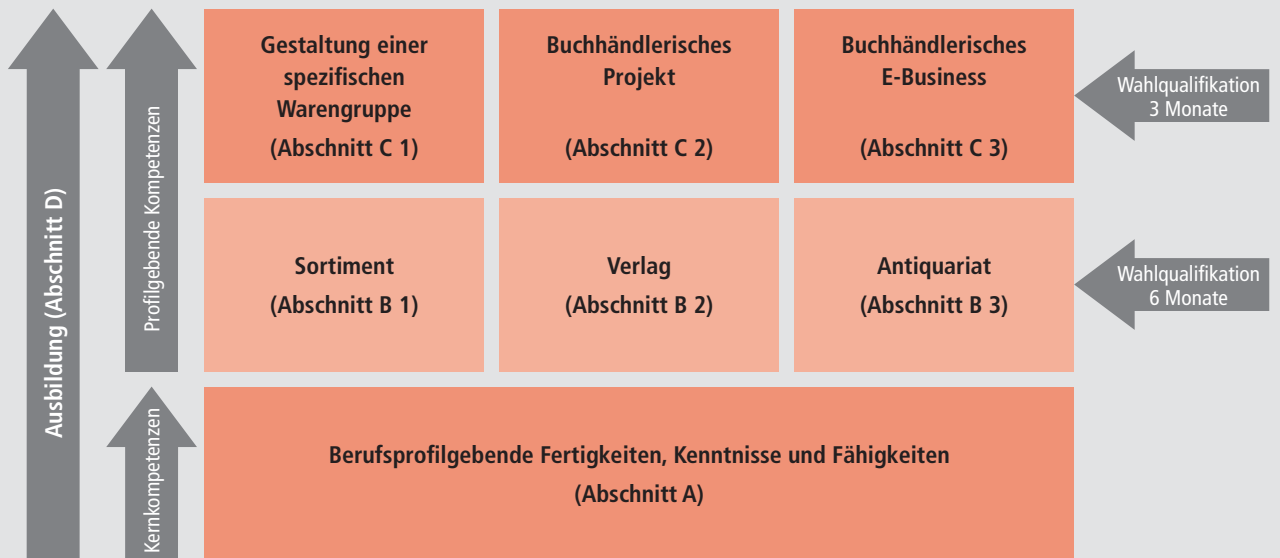 Ausbildung (Abschnitt D)
Profilgebende Kompetenzen
Kernkompetenzen
Gestaltung einer
spezifischen
Warengruppe
(Abschnitt C 1)
Buchhändlerisches
Projekt
(Abschnitt C 2)
Buchhändlerisches
E-Business
(Abschnitt C 3)
Wahlqualifikation
3 Monate
Sortiment
(Abschnitt B 1)
Verlag
(Abschnitt B 2)
Antiquariat
(Abschnitt B 3)
Wahlqualifikation
6 Monate
Berufsprofilgebende Fertigkeiten, Kenntnisse und Fähigkeiten
(Abschnitt A)